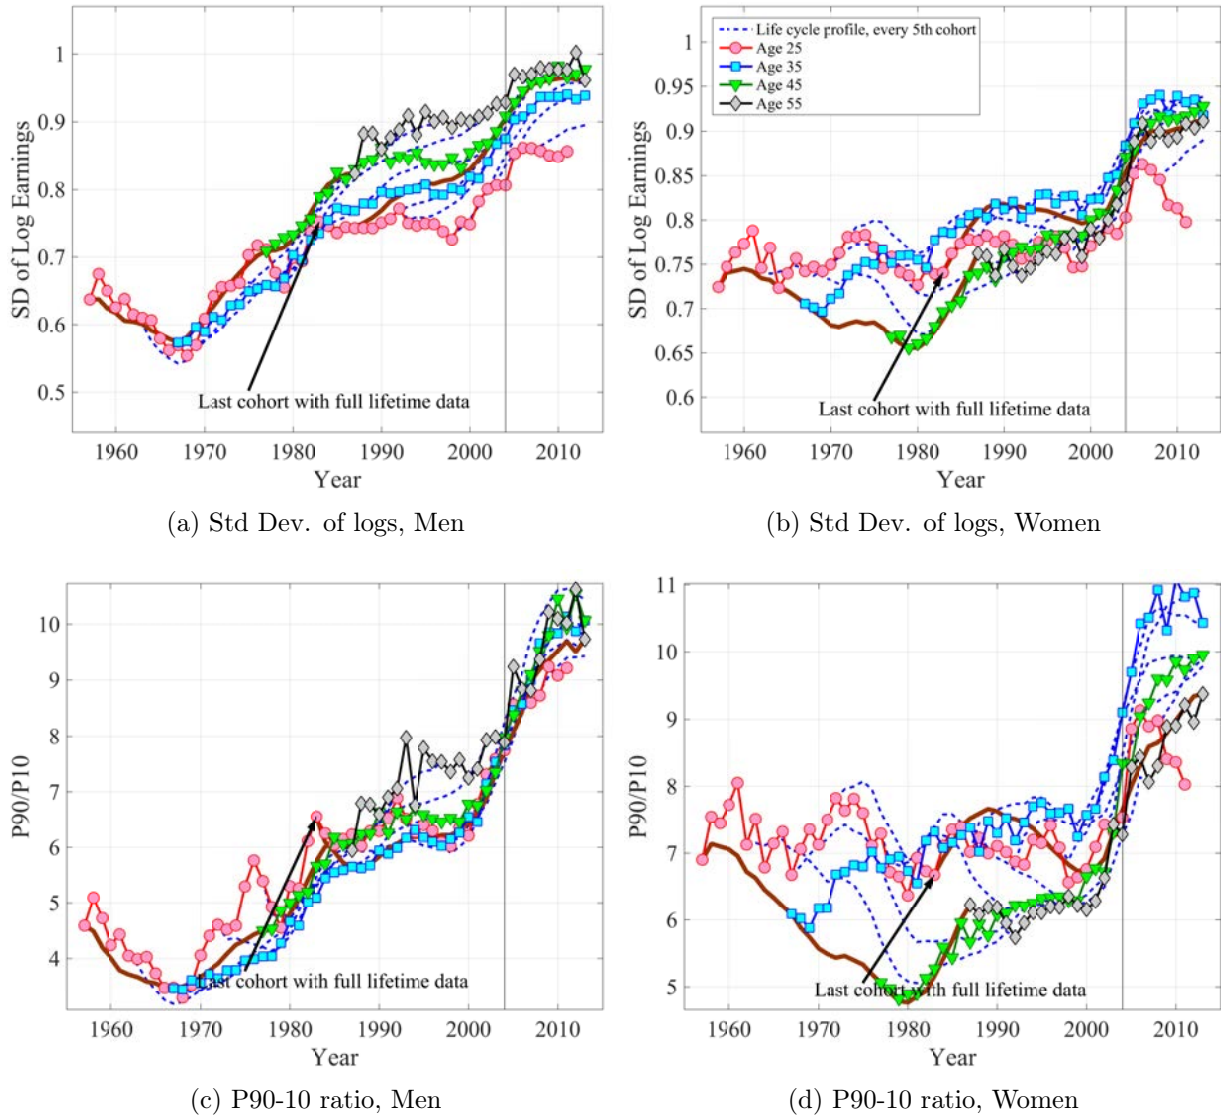 1
0.9
0.8
0.7
0.6
0.5
SD of Log Earnings
Last cohort with full lifetime data
1960 1970 1980 1990 2000 2010
Year
(a) Std Dev. of logs, Men
Life cycle profile, every 5th cohort
Age 25
Age 35
Age 45
Age 55
1
0.95
0.9
0.85
0.8
0.75
0.7
0.65
0.6
SD of Log Earnings
Last cohort with full lifetime data
1960 1970 1980 1990 2000 2010
Year
(b) Std Dev. of logs, Women
10
9
8
7
6
5
4
P90/P10
Last cohort with full lifetime data
1960 1970 1980 1990 2000 2010
Year
(c) P90-10 ratio, Men
11
10
9
8
7
6
5
P90/P10
Last cohort with full lifetime data
1960 1970 1980 1990 2000 2010
Year
(d) P90-10 ratio, Women